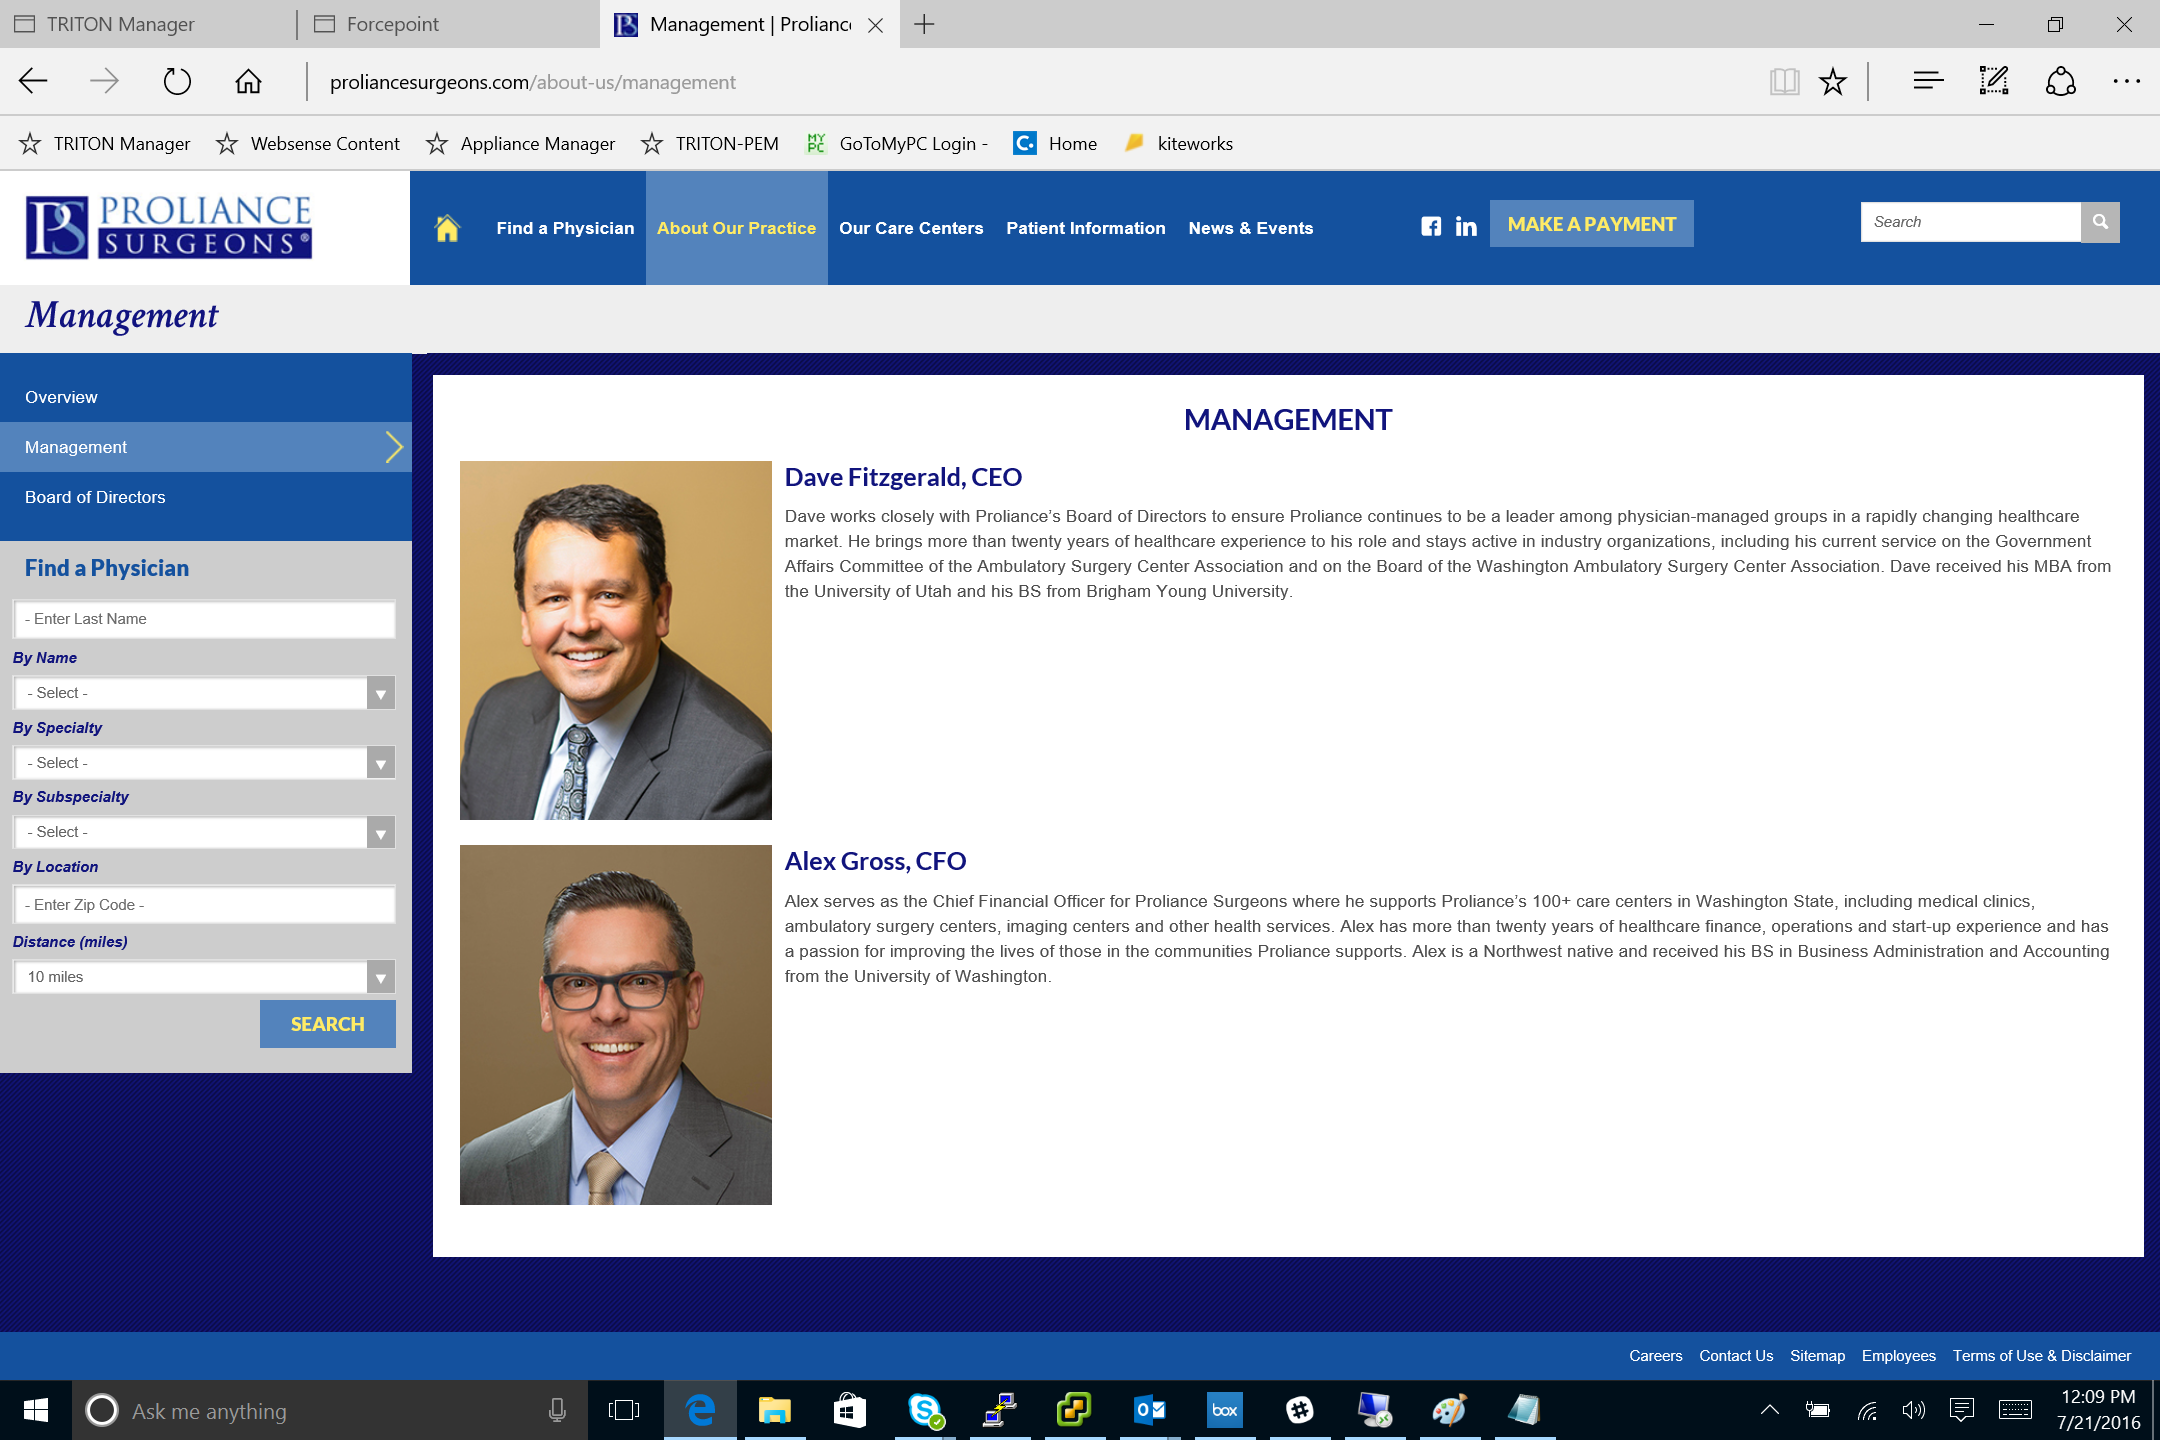 TRITON Manager
Forcepoint
Management | Prolianc
proliancesurgeons.com/about-us/management
TRITON Manager
Websense Content
Appliance Manager
TRITON-PEM
MY PC
GoToMyPC Login -
C.
Home
kiteworks
PS PROLIANCE
SURGEONS®
Find a Physician
About Our Practice
Our Care Centers
Patient Information
News & Events
in
MAKE A PAYMENT
Search
Management
Overview
Management
Board of Directors
Find a Physician
- Enter Last Name
By Name
- Select -
By Specialty
- Select -
By Subspecialty
- Select -
By Location
- Enter Zip Code -
Distance (miles)
10 miles
SEARCH
MANAGEMENT
Dave Fitzgerald, CEO
Dave works closely with Proliance’s Board of Directors to ensure Proliance continues to be a leader among physician-managed groups in a rapidly changing healthcare
market. He brings more than twenty years of healthcare experience to his role and stays active in industry organizations, including his current service on the Government
Affairs Committee of the Ambulatory Surgery Center Association and on the Board of the Washington Ambulatory Surgery Center Association. Dave received his MBA from
the University of Utah and his BS from Brigham Young University.
Alex Gross, CFO
Alex serves as the Chief Financial Officer for Proliance Surgeons where he supports Proliance’s 100+ care centers in Washington State, including medical clinics,
ambulatory surgery centers, imaging centers and other health services. Alex has more than twenty years of healthcare finance, operations and start-up experience and has
a passion for improving the lives of those in the communities Proliance supports. Alex is a Northwest native and received his BS in Business Administration and Accounting
from the University of Washington.
Careers
Contact Us
Sitemap
Employees
Terms of Use & Disclaimer
Ask me anything
box
12:09 PM
7/21/2016